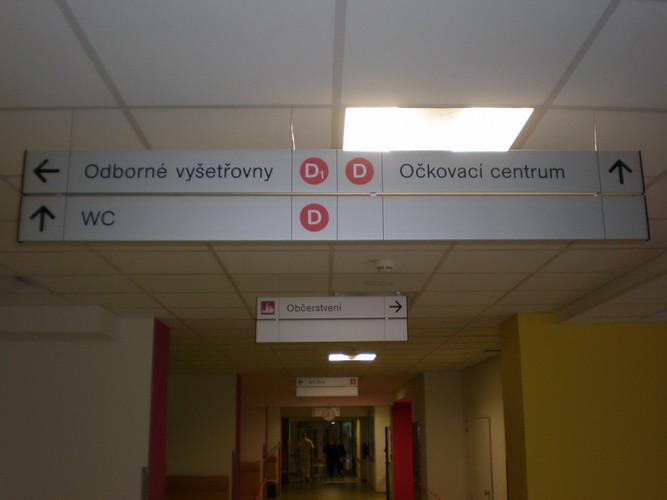 Odborné vyšetřovny D1
D Očkovací centrum
WC D
Občerstvení